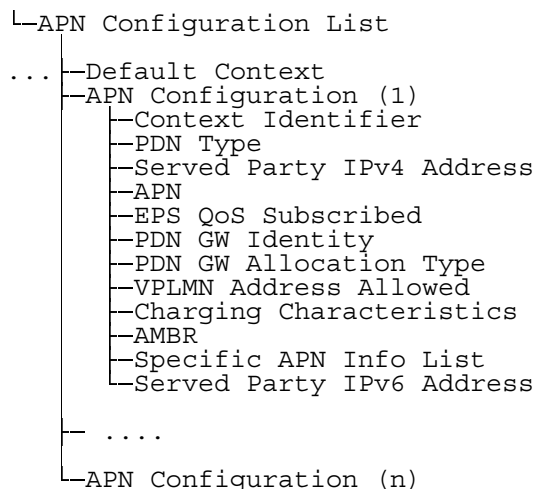 APN Configuration List
... Default Context
APN Configuration (1)
Context Identifier
PDN Type
Served Party IPv4 Address
APN
EPS QoS Subscribed
PDN GW Identity
PDN GW Allocation Type
VPLMN Address Allowed
Charging Characteristics
AMBR
Specific APN Info List
Served Party IPv6 Address
....
APN Configuration (n)